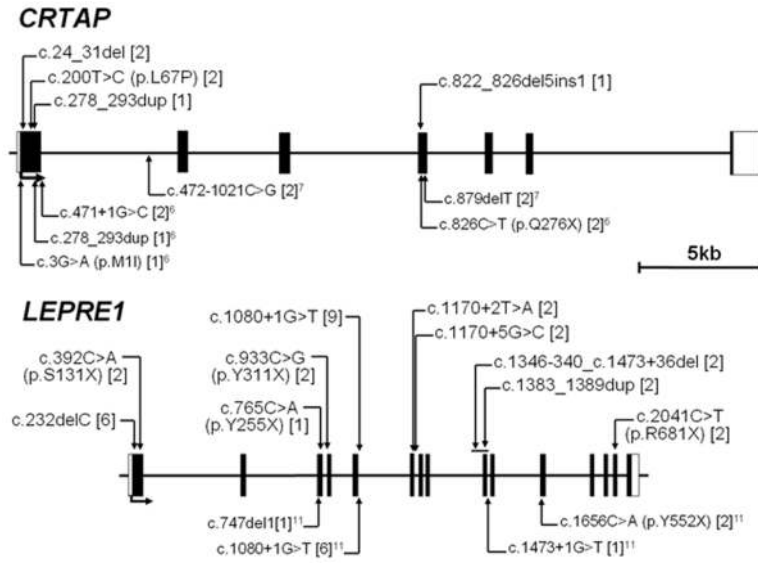 CRTAP
c.24_31del [2]
c.200T>C (p.L67P) [2]
c.278_293dup [1]
c.822_826del5ins1 [1]
c.472-1021C>G [2]⁷
c.879delT [2]⁷
c.471+1G>C [2]⁶
c.826C>T (p.Q276X) [2]⁶
c.278_293dup [1]⁶
c.3G>A (p.M1I) [1]⁶
5kb
LEPRE1
c.1080+1G>T [9]
c.1170+2T>A [2]
c.1170+5G>C [2]
c.392C>A
(p.S131X) [2]
c.933C>G
(p.Y311X) [2]
c.1346-340_c.1473+36del [2]
c.1383_1389dup [2]
c.232delC [6]
c.765C>A
(p.Y255X) [1]
c.2041C>T
(p.R681X) [2]
c.747del1[1]¹¹
c.1656C>A (p.Y552X) [2]¹¹
c.1080+1G>T [6]¹¹
c.1473+1G>T [1]¹¹